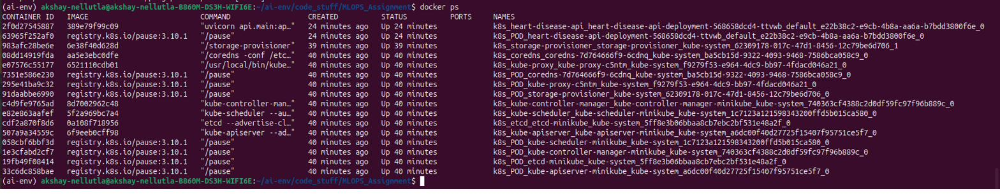 (ai-env) akshay-nellutla@akshay-nellutla-B860M-DS3H-WIFI6E:~/ai-env/code_stuff/MLOPS_Assignment$ docker ps
CONTAINER ID IMAGE COMMAND CREATED STATUS PORTS NAMES
2f0d27545887 389e79f99c09 "uvicorn api.main:ap…" 24 minutes ago Up 24 minutes k8s_heart-disease-api_heart-disease-api-deployment-568658dcd4-ttvwb_default_e22b38c2-e9cb-4b8a-aa6a-b7bdd3800f6e_0
63965f252af0 registry.k8s.io/pause:3.10.1 "/pause" 24 minutes ago Up 24 minutes k8s_POD_heart-disease-api-deployment-568658dcd4-ttvwb_default_e22b38c2-e9cb-4b8a-aa6a-b7bdd3800f6e_0
983afc28be6e 6e38f40d628d "/storage-provisioner" 39 minutes ago Up 39 minutes k8s_storage-provisioner_storage-provisioner_kube-system_62309178-017c-47d1-8456-12c79be6d706_1
08dd14919fda aa5e3ebc0dfe "/coredns -conf /etc…" 40 minutes ago Up 40 minutes k8s_coredns_coredns-7d764666f9-6cdnq_kube-system_ba5cb15d-9322-4093-9468-7586bca058c9_0
e07576c55177 6521110cdb01 "/usr/local/bin/kube…" 40 minutes ago Up 40 minutes k8s_kube-proxy_kube-proxy-c5ntm_kube-system_f9279f53-e964-4dc9-bb97-4fdacd046a21_0
7351e586e230 registry.k8s.io/pause:3.10.1 "/pause" 40 minutes ago Up 40 minutes k8s_POD_coredns-7d764666f9-6cdnq_kube-system_ba5cb15d-9322-4093-9468-7586bca058c9_0
295e41ba9c32 registry.k8s.io/pause:3.10.1 "/pause" 40 minutes ago Up 40 minutes k8s_POD_kube-proxy-c5ntm_kube-system_f9279f53-e964-4dc9-bb97-4fdacd046a21_0
91daabbe6990 registry.k8s.io/pause:3.10.1 "/pause" 40 minutes ago Up 40 minutes k8s_POD_storage-provisioner_kube-system_62309178-017c-47d1-8456-12c79be6d706_0
c4d9fe9765ad 8d7002962c48 "kube-controller-man…" 40 minutes ago Up 40 minutes k8s_kube-controller-manager_kube-controller-manager-minikube_kube-system_740363cf4388c2d0df59fc97f96b889c_0
e82e863aafef 5f2a969bc7a4 "kube-scheduler --au…" 40 minutes ago Up 40 minutes k8s_kube-scheduler_kube-scheduler-minikube_kube-system_1c7123a121598343200ffd5b015ca580_0
cdf2a870f8d6 0a108f718956 "etcd --advertise-cl…" 40 minutes ago Up 40 minutes k8s_etcd_etcd-minikube_kube-system_5ff8e3b06bbaa8cb7ebc2bf531e48a2f_0
507a9a34559c 6f9eeb0cff98 "kube-apiserver --ad…" 40 minutes ago Up 40 minutes k8s_kube-apiserver_kube-apiserver-minikube_kube-system_a6dc00f40d27725f15407f95751ce5f7_0
058cbf6bbf3d registry.k8s.io/pause:3.10.1 "/pause" 40 minutes ago Up 40 minutes k8s_POD_kube-scheduler-minikube_kube-system_1c7123a121598343200ffd5b015ca580_0
1e3cfabd2cf7 registry.k8s.io/pause:3.10.1 "/pause" 40 minutes ago Up 40 minutes k8s_POD_kube-controller-manager-minikube_kube-system_740363cf4388c2d0df59fc97f96b889c_0
19fb49f08414 registry.k8s.io/pause:3.10.1 "/pause" 40 minutes ago Up 40 minutes k8s_POD_etcd-minikube_kube-system_5ff8e3b06bbaa8cb7ebc2bf531e48a2f_0
33c6dc858bae registry.k8s.io/pause:3.10.1 "/pause" 40 minutes ago Up 40 minutes k8s_POD_kube-apiserver-minikube_kube-system_a6dc00f40d27725f15407f95751ce5f7_0
(ai-env) akshay-nellutla@akshay-nellutla-B860M-DS3H-WIFI6E:~/ai-env/code_stuff/MLOPS_Assignment$